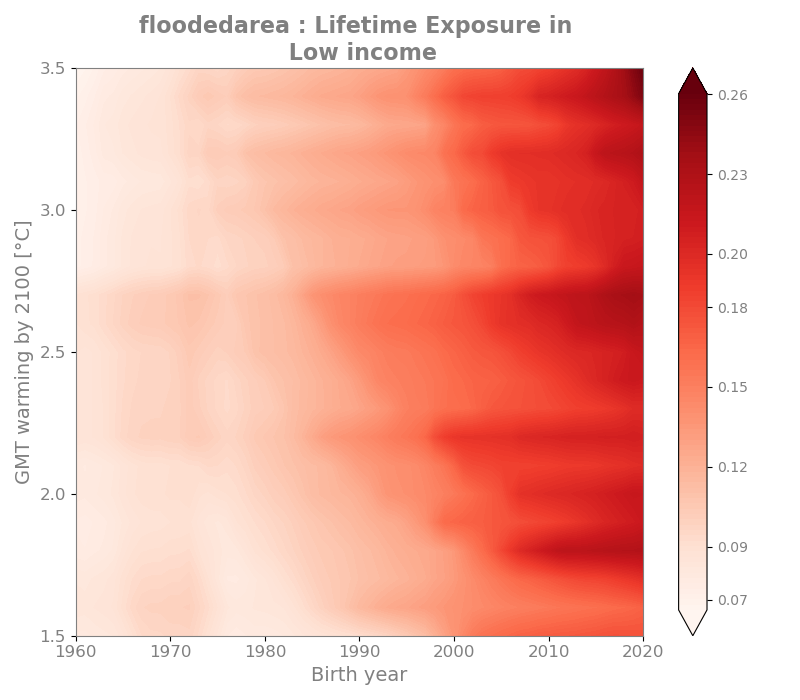 floodedarea : Lifetime Exposure in
Low income
GMT warming by 2100 [°C]
3.5
3.0
2.5
2.0
1.5
1960 1970 1980 1990 2000 2010 2020
Birth year
0.26
0.23
0.20
0.18
0.15
0.12
0.09
0.07